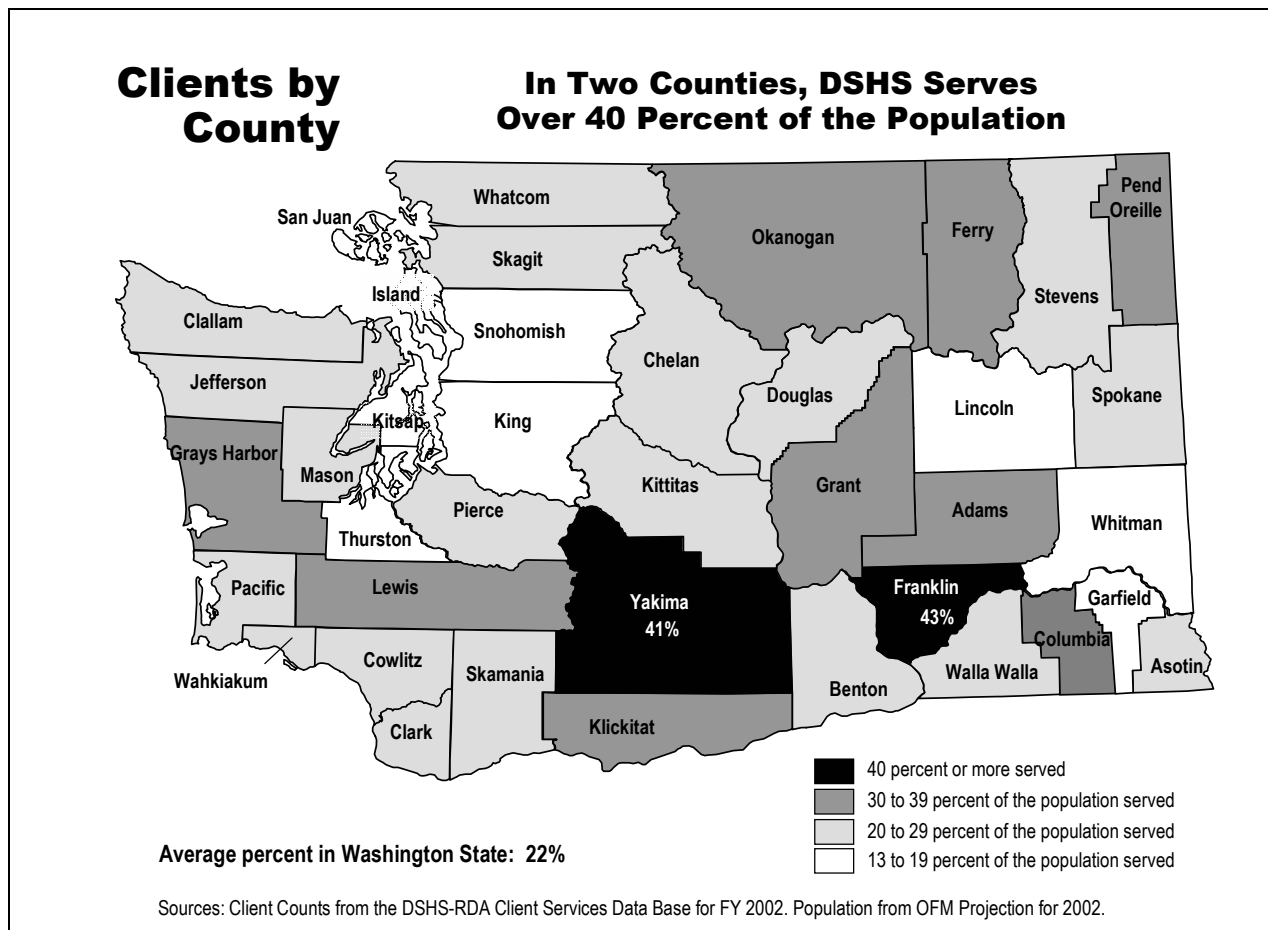 Clients by
County
In Two Counties, DSHS Serves
Over 40 Percent of the Population
Whatcom
San Juan
Skagit
Island
Snohomish
Clallam
Jefferson
Kitsap
King
Grays Harbor
Mason
Thurston
Pierce
Pacific
Lewis
Wahkiakum
Cowlitz
Clark
Skamania
Okanogan
Ferry
Pend
Oreille
Stevens
Chelan
Douglas
Lincoln
Spokane
Kittitas
Grant
Adams
Whitman
Yakima
41%
Franklin
43%
Garfield
Columbia
Walla Walla
Asotin
Benton
Klickitat
40 percent or more served
30 to 39 percent of the population served
20 to 29 percent of the population served
13 to 19 percent of the population served
Average percent in Washington State: 22%
Sources: Client Counts from the DSHS-RDA Client Services Data Base for FY 2002. Population from OFM Projection for 2002.